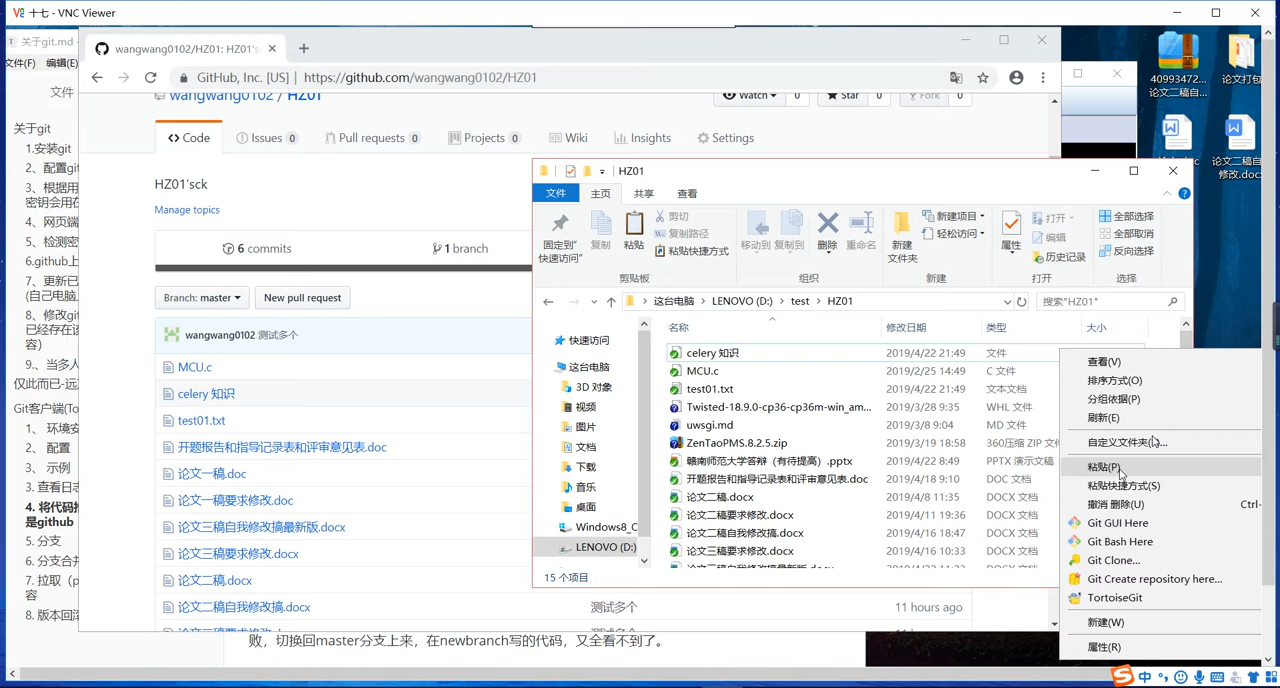 十七 - VNC Viewer
关于git.md
wangwang0102/HZ01: HZ01's
文件(F) 编辑(E)
GitHub, Inc. [US] | https://github.com/wangwang0102/HZ01
文件
关于git
1.安装git
2、配置git
3、根据用
密钥会用在
4、网页端
5、检测密
6.github上
7、更新已
(自己电脑
8、修改gi
已经存在该
容）
9.、当多人
仅此而已-远
Git客户端(To
1、 环境安
2、 配置
3、 示例
3. 查看日志
4. 将代码推
是github
5. 分支
6. 分支合并
7. 拉取（p
容
8. 版本回滚
wangwang0102 / HZ01
Watch 0 Star 0 Fork 0
Code Issues 0 Pull requests 0 Projects 0 Wiki Insights Settings
HZ01'sck
Manage topics
6 commits 1 branch
Branch: master New pull request
wangwang0102 测试多个
MCU.c
celery 知识
test01.txt
开题报告和指导记录表和评审意见表.doc
论文一稿.doc
论文一稿要求修改.doc
论文三稿自我修改搞最新版.docx
论文三稿要求修改.docx
论文二稿.docx
论文二稿自我修改搞.docx 测试多个 11 hours ago
败，切换回master分支上来，在newbranch写的代码，又全看不到了。
HZ01
文件 主页 共享 查看
固定到"
快速访问"
复制
粘贴
剪切
复制路径
粘贴快捷方式
剪贴板
移动到 复制到 删除 重命名
组织
新建
文件夹
新建项目
轻松访问
新建
属性
打开
编辑
历史记录
打开
全部选择
全部取消
反向选择
选择
这台电脑 LENOVO (D:) test HZ01
搜索"HZ01"
快速访问
这台电脑
3D 对象
视频
图片
文档
下载
音乐
桌面
Windows8_C
LENOVO (D:)
名称 修改日期 类型 大小
celery 知识 2019/4/22 21:49 文件
MCU.c 2019/2/25 14:49 C 文件
test01.txt 2019/4/22 21:49 文本文档
Twisted-18.9.0-cp36-cp36m-win_am... 2019/3/28 9:35 WHL 文件
uwsgi.md 2019/3/8 9:04 MD 文件
ZenTaoPMS.8.2.5.zip 2019/3/19 18:58 360压缩 ZIP 文件
赣南师范大学答辩（有待提高）.pptx 2019/4/22 8:49 PPTX 演示文稿
开题报告和指导记录表和评审意见表.doc 2019/4/18 9:10 DOC 文档
论文二稿.docx 2019/4/8 11:35 DOCX 文档
论文二稿要求修改.docx 2019/4/11 19:36 DOCX 文档
论文二稿自我修改搞.docx 2019/4/16 18:47 DOCX 文档
论文三稿要求修改.docx 2019/4/16 10:33 DOCX 文档
15 个项目
查看(V)
排序方式(O)
分组依据(P)
刷新(E)
自定义文件夹
粘贴(P)
粘贴快捷方式(S)
撤消 删除(U) Ctrl-
Git GUI Here
Git Bash Here
Git Clone...
Git Create repository here...
TortoiseGit
新建(W)
属性(R)
40993472...
论文二稿自...
论文打包
论文二稿自
修改.docx
中